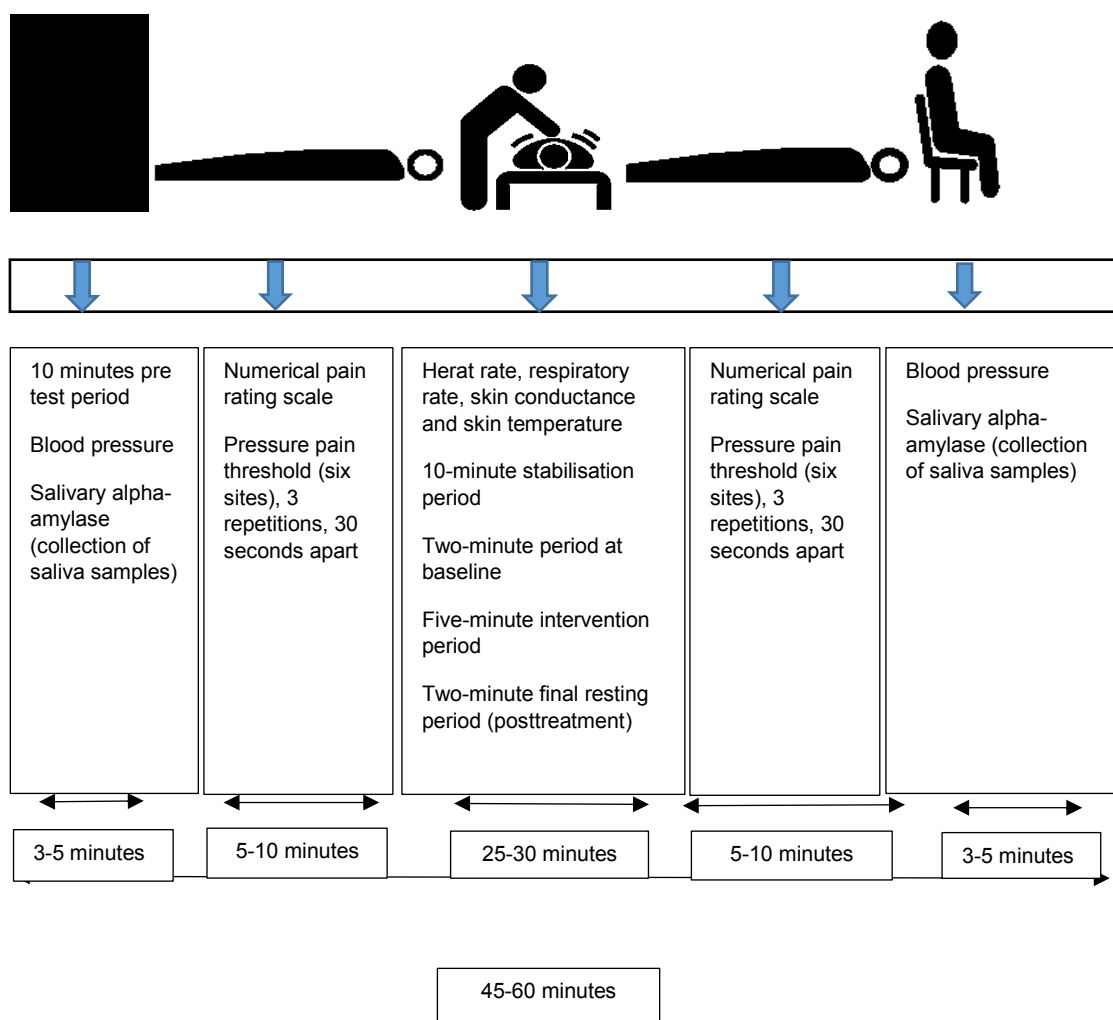 10 minutes pre
test period
Blood pressure
Salivary alpha-
amylase
(collection of
saliva samples)
Numerical pain
rating scale
Pressure pain
threshold (six
sites), 3
repetitions, 30
seconds apart
Herat rate, respiratory
rate, skin conductance
and skin temperature
10-minute stabilisation
period
Two-minute period at
baseline
Five-minute intervention
period
Two-minute final resting
period (posttreatment)
Numerical pain
rating scale
Pressure pain
threshold (six
sites), 3
repetitions, 30
seconds apart
Blood pressure
Salivary alpha-
amylase (collection
of saliva samples)
3-5 minutes
5-10 minutes
25-30 minutes
5-10 minutes
3-5 minutes
45-60 minutes